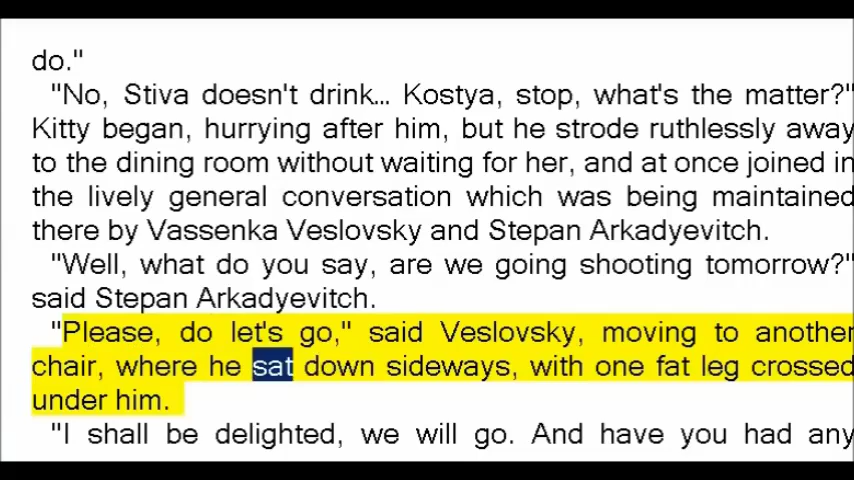 do."
"No, Stiva doesn't drink... Kostya, stop, what's the matter?"
Kitty began, hurrying after him, but he strode ruthlessly away
to the dining room without waiting for her, and at once joined in
the lively general conversation which was being maintained
there by Vassenka Veslovsky and Stepan Arkadyevitch.
"Well, what do you say, are we going shooting tomorrow?"
said Stepan Arkadyevitch.
"Please, do let's go," said Veslovsky, moving to another
chair, where he sat down sideways, with one fat leg crossed
under him.
"I shall be delighted, we will go. And have you had any